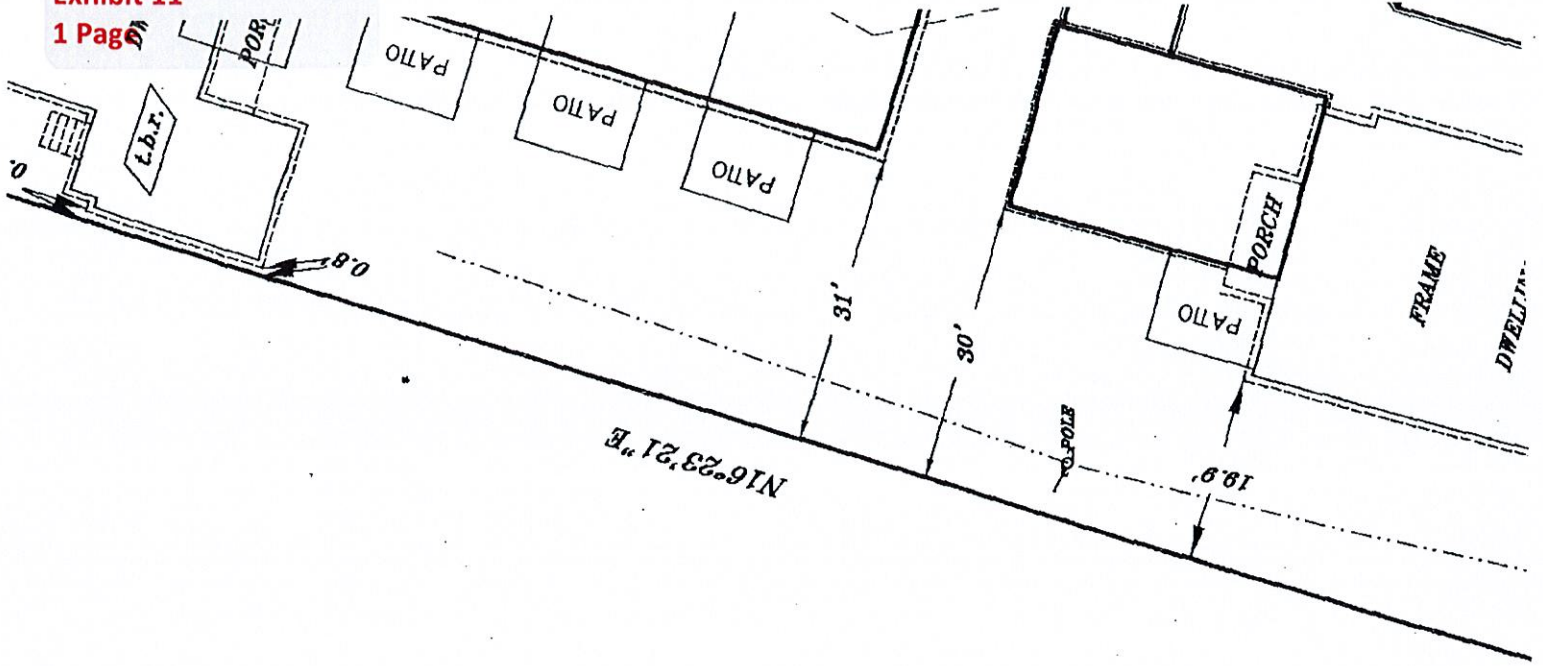 Exhibit 11
1 Page
t.b.r.
PATIO
PATIO
PATIO
0.8'
31'
30'
N16°23'21"E
PATIO
PORCH
FRAME
POLE
19.9'